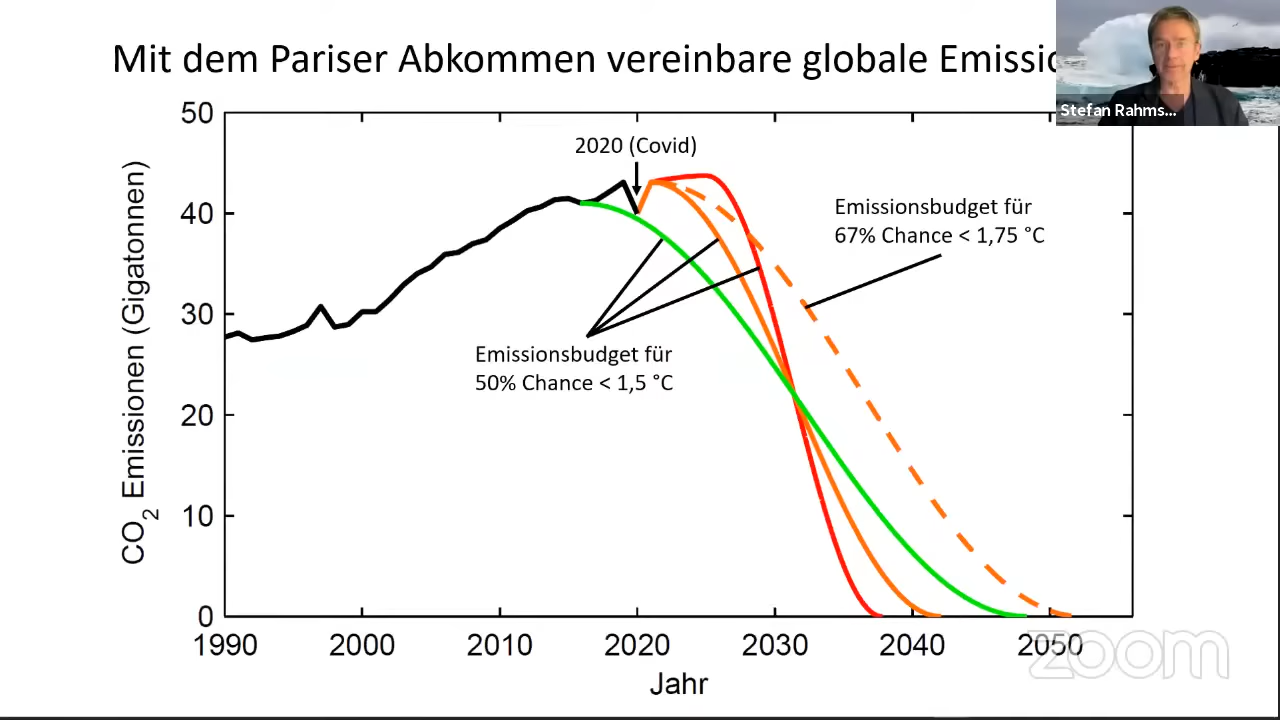 Mit dem Pariser Abkommen vereinbare globale Emissio
Stefan Rahms...
50
2020 (Covid)
Emissionsbudget für
67% Chance < 1,75 °C
40
30
Emissionsbudget für
50% Chance < 1,5 °C
20
10
0
CO2 Emissionen (Gigatonnen)
1990 2000 2010 2020 2030 2040 2050
Jahr
zoom